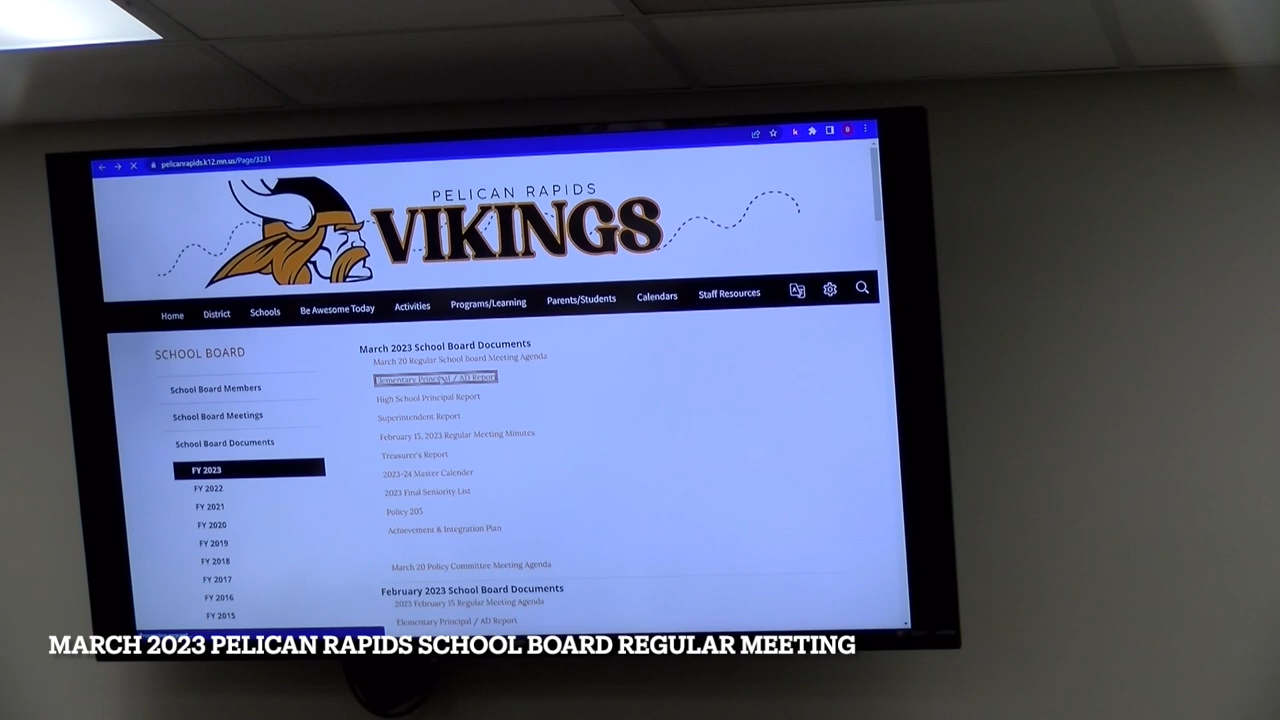 pelicanrapids.k12.mn.us/Page/3231
PELICAN RAPIDS
VIKINGS
Home District Schools Be Awesome Today Activities Programs/Learning Parents/Students Calendars Staff Resources
SCHOOL BOARD
School Board Members
School Board Meetings
School Board Documents
FY 2023
FY 2022
FY 2021
FY 2020
FY 2019
FY 2018
FY 2017
FY 2016
FY 2015
March 2023 School Board Documents
March 20 Regular School Board Meeting Agenda
Elementary Principal / AD Report
High School Principal Report
Superintendent Report
February 15, 2023 Regular Meeting Minutes
Treasurer's Report
2023-24 Master Calender
2023 Final Seniority List
Policy 205
Achievement & Integration Plan
March 20 Policy Committee Meeting Agenda
February 2023 School Board Documents
2023 February 15 Regular Meeting Agenda
Elementary Principal / AD Report
MARCH 2023 PELICAN RAPIDS SCHOOL BOARD REGULAR MEETING